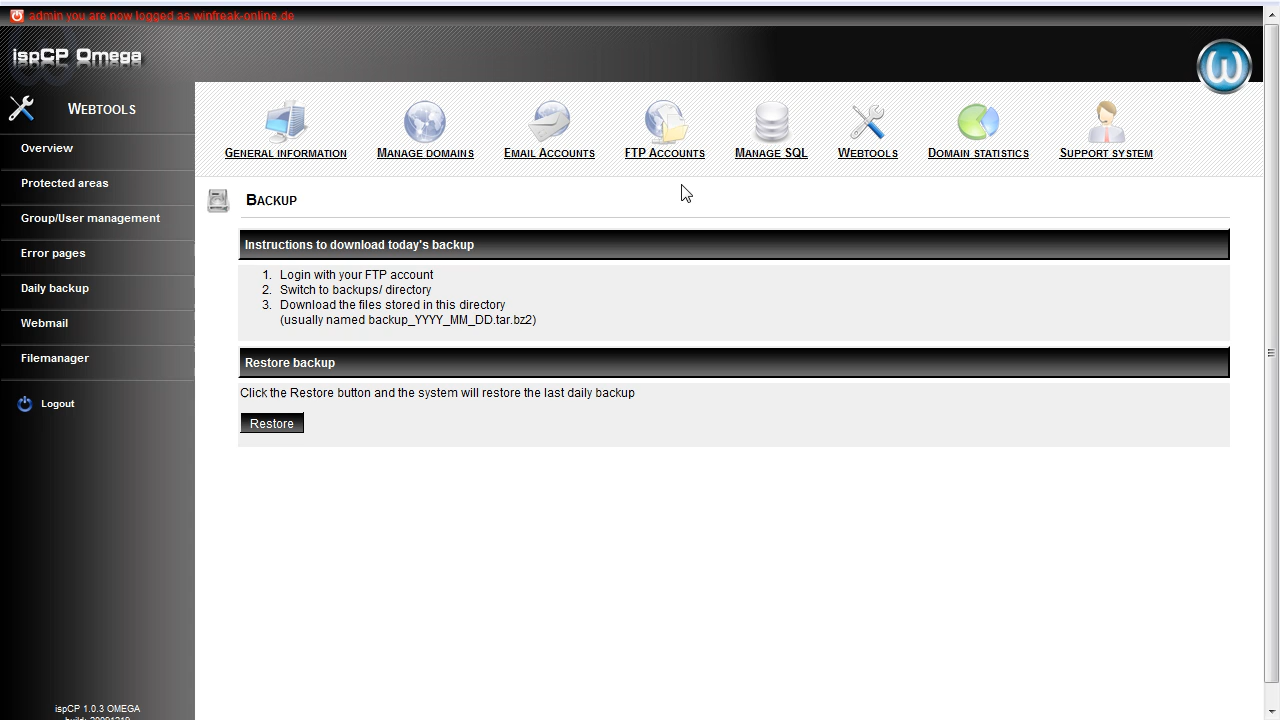 admin you are now logged as winfreak-online.de
ispCP Omega
WEBTOOLS
Overview
Protected areas
Group/User management
Error pages
Daily backup
Webmail
Filemanager
Logout
ispCP 1.0.3 OMEGA
GENERAL INFORMATION
MANAGE DOMAINS
EMAIL ACCOUNTS
FTP ACCOUNTS
MANAGE SQL
WEBTOOLS
DOMAIN STATISTICS
SUPPORT SYSTEM
BACKUP
Instructions to download today's backup
1. Login with your FTP account
2. Switch to backups/ directory
3. Download the files stored in this directory
(usually named backup_YYYY_MM_DD.tar.bz2)
Restore backup
Click the Restore button and the system will restore the last daily backup
Restore